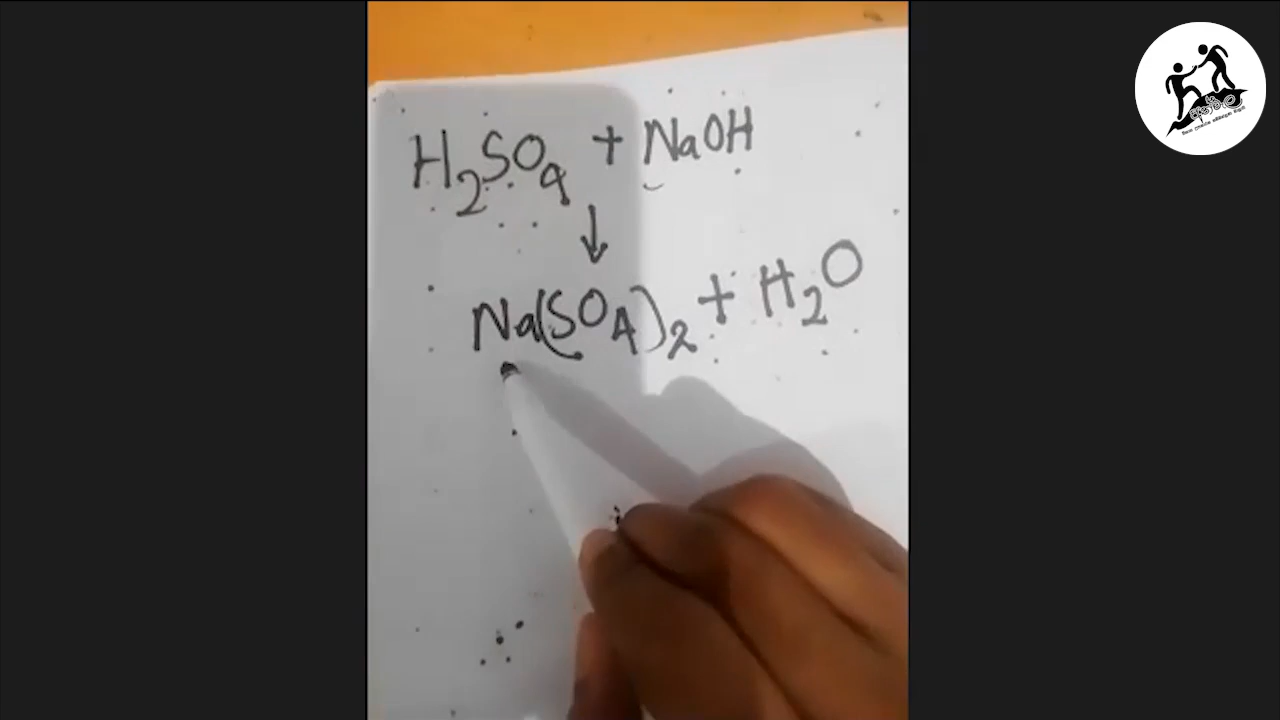 H₂SO₄ + NaOH
↓
Na(SO₄)₂ + H₂O